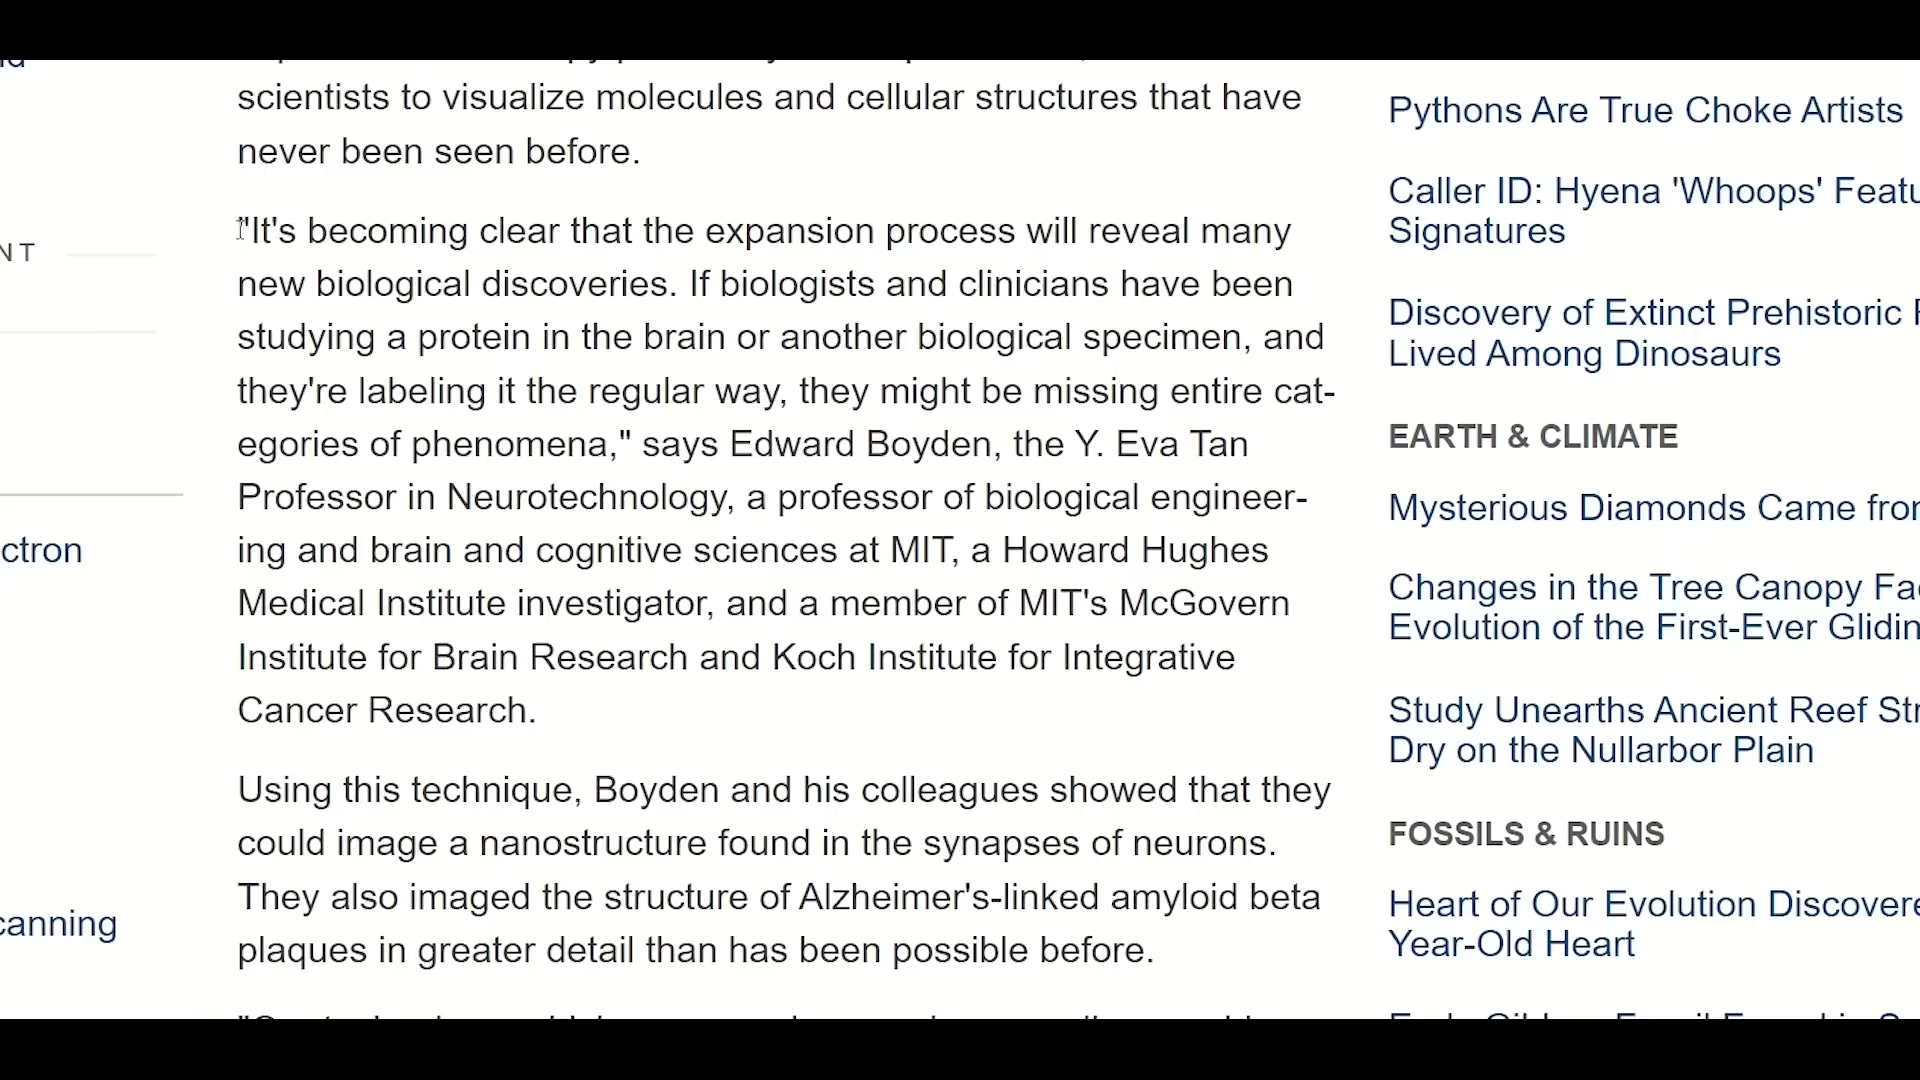 scientists to visualize molecules and cellular structures that have
never been seen before.
"It's becoming clear that the expansion process will reveal many
new biological discoveries. If biologists and clinicians have been
studying a protein in the brain or another biological specimen, and
they're labeling it the regular way, they might be missing entire cat-
egories of phenomena," says Edward Boyden, the Y. Eva Tan
Professor in Neurotechnology, a professor of biological engineer-
ing and brain and cognitive sciences at MIT, a Howard Hughes
Medical Institute investigator, and a member of MIT's McGovern
Institute for Brain Research and Koch Institute for Integrative
Cancer Research.
Using this technique, Boyden and his colleagues showed that they
could image a nanostructure found in the synapses of neurons.
They also imaged the structure of Alzheimer's-linked amyloid beta
plaques in greater detail than has been possible before.
NT
ctron
canning
Pythons Are True Choke Artists
Caller ID: Hyena 'Whoops' Featu
Signatures
Discovery of Extinct Prehistoric
Lived Among Dinosaurs
EARTH & CLIMATE
Mysterious Diamonds Came from
Changes in the Tree Canopy Fac
Evolution of the First-Ever Glidin
Study Unearths Ancient Reef Str
Dry on the Nullarbor Plain
FOSSILS & RUINS
Heart of Our Evolution Discovere
Year-Old Heart